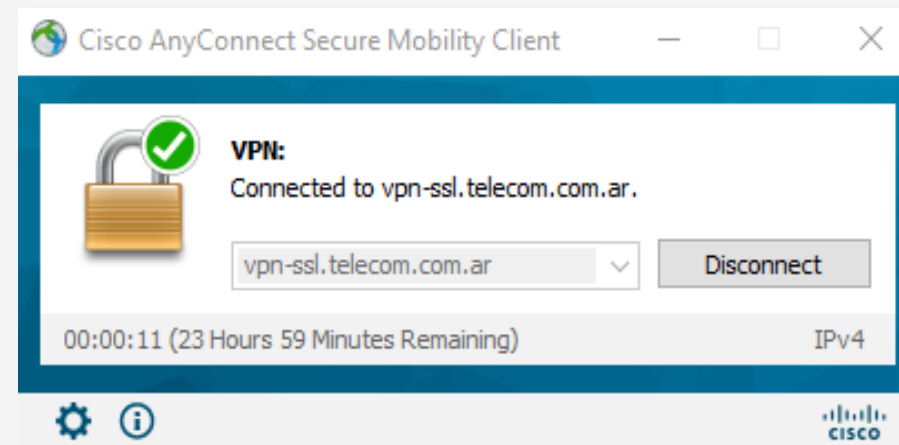 Cisco AnyConnect Secure Mobility Client
VPN:
Connected to vpn-ssl.telecom.com.ar.
vpn-ssl.telecom.com.ar
Disconnect
00:00:11 (23 Hours 59 Minutes Remaining)
IPv4
CISCO